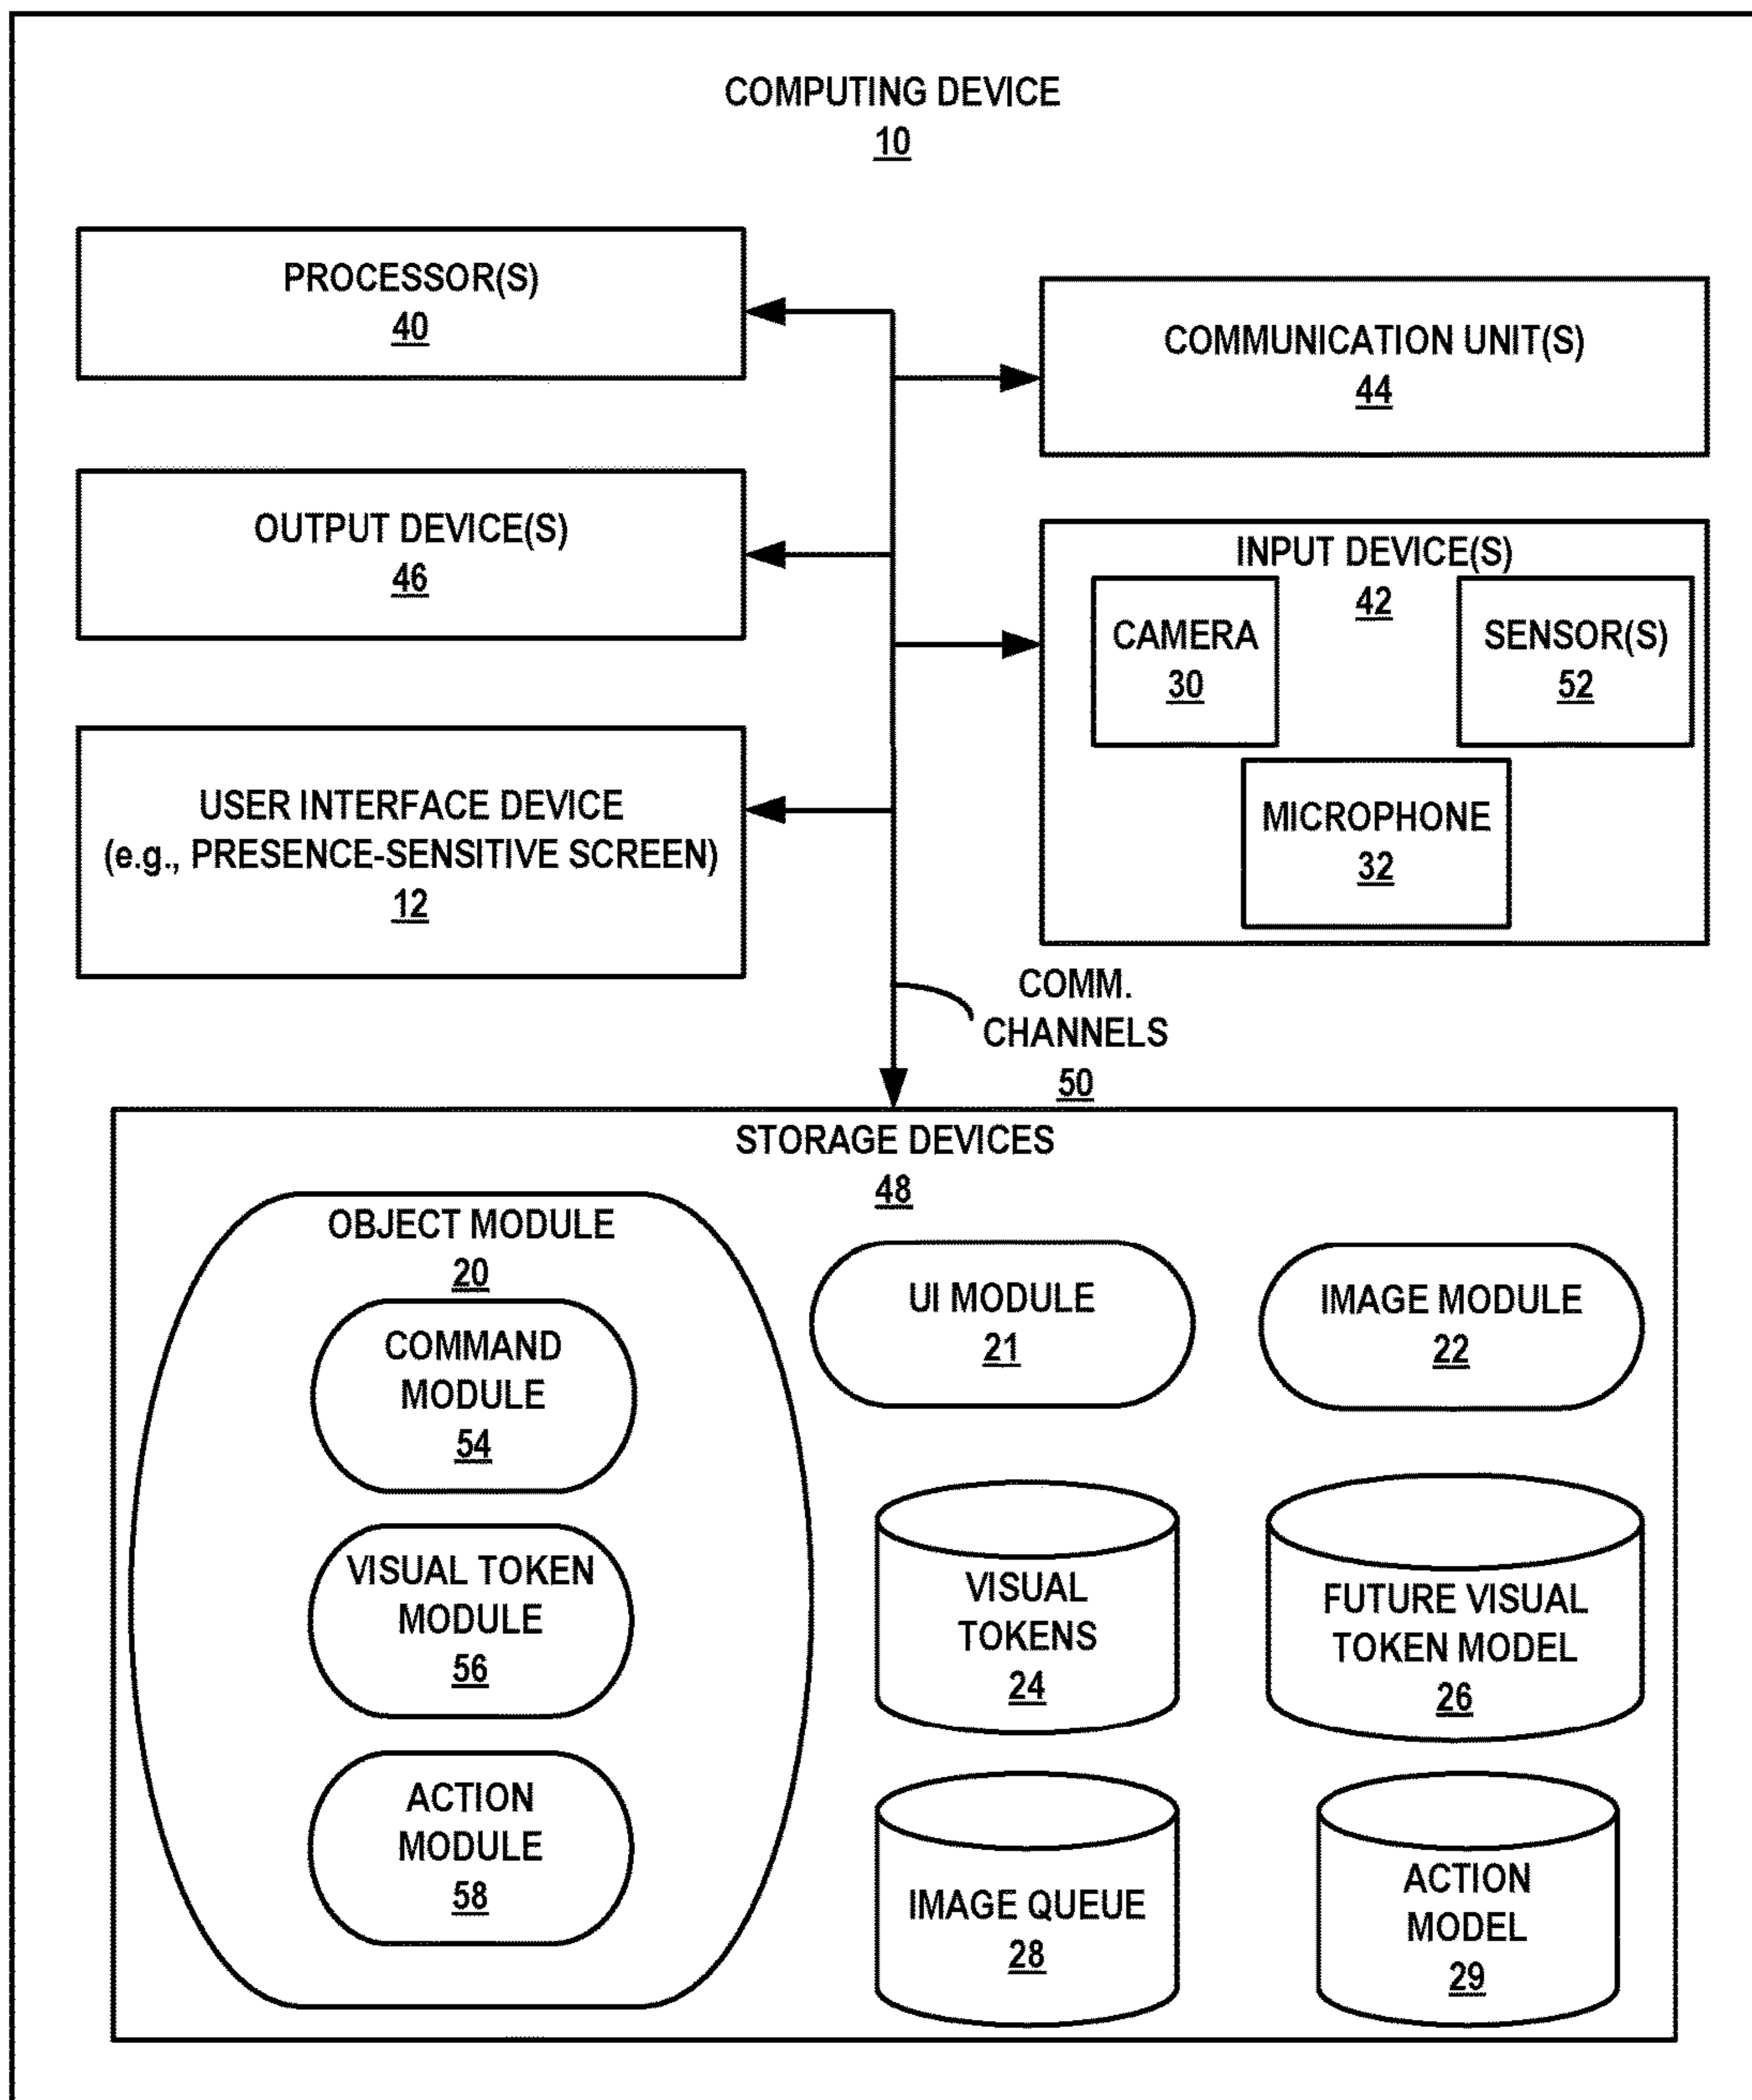 COMPUTING DEVICE
10
PROCESSOR(S)
40
COMMUNICATION UNIT(S)
44
OUTPUT DEVICE(S)
46
INPUT DEVICE(S)
42
CAMERA
30
SENSOR(S)
52
MICROPHONE
32
USER INTERFACE DEVICE
(e.g., PRESENCE-SENSITIVE SCREEN)
12
COMM.
CHANNELS
50
STORAGE DEVICES
48
OBJECT MODULE
20
COMMAND
MODULE
54
VISUAL TOKEN
MODULE
56
ACTION
MODULE
58
UI MODULE
21
IMAGE MODULE
22
VISUAL
TOKENS
24
FUTURE VISUAL
TOKEN MODEL
26
IMAGE QUEUE
28
ACTION
MODEL
29